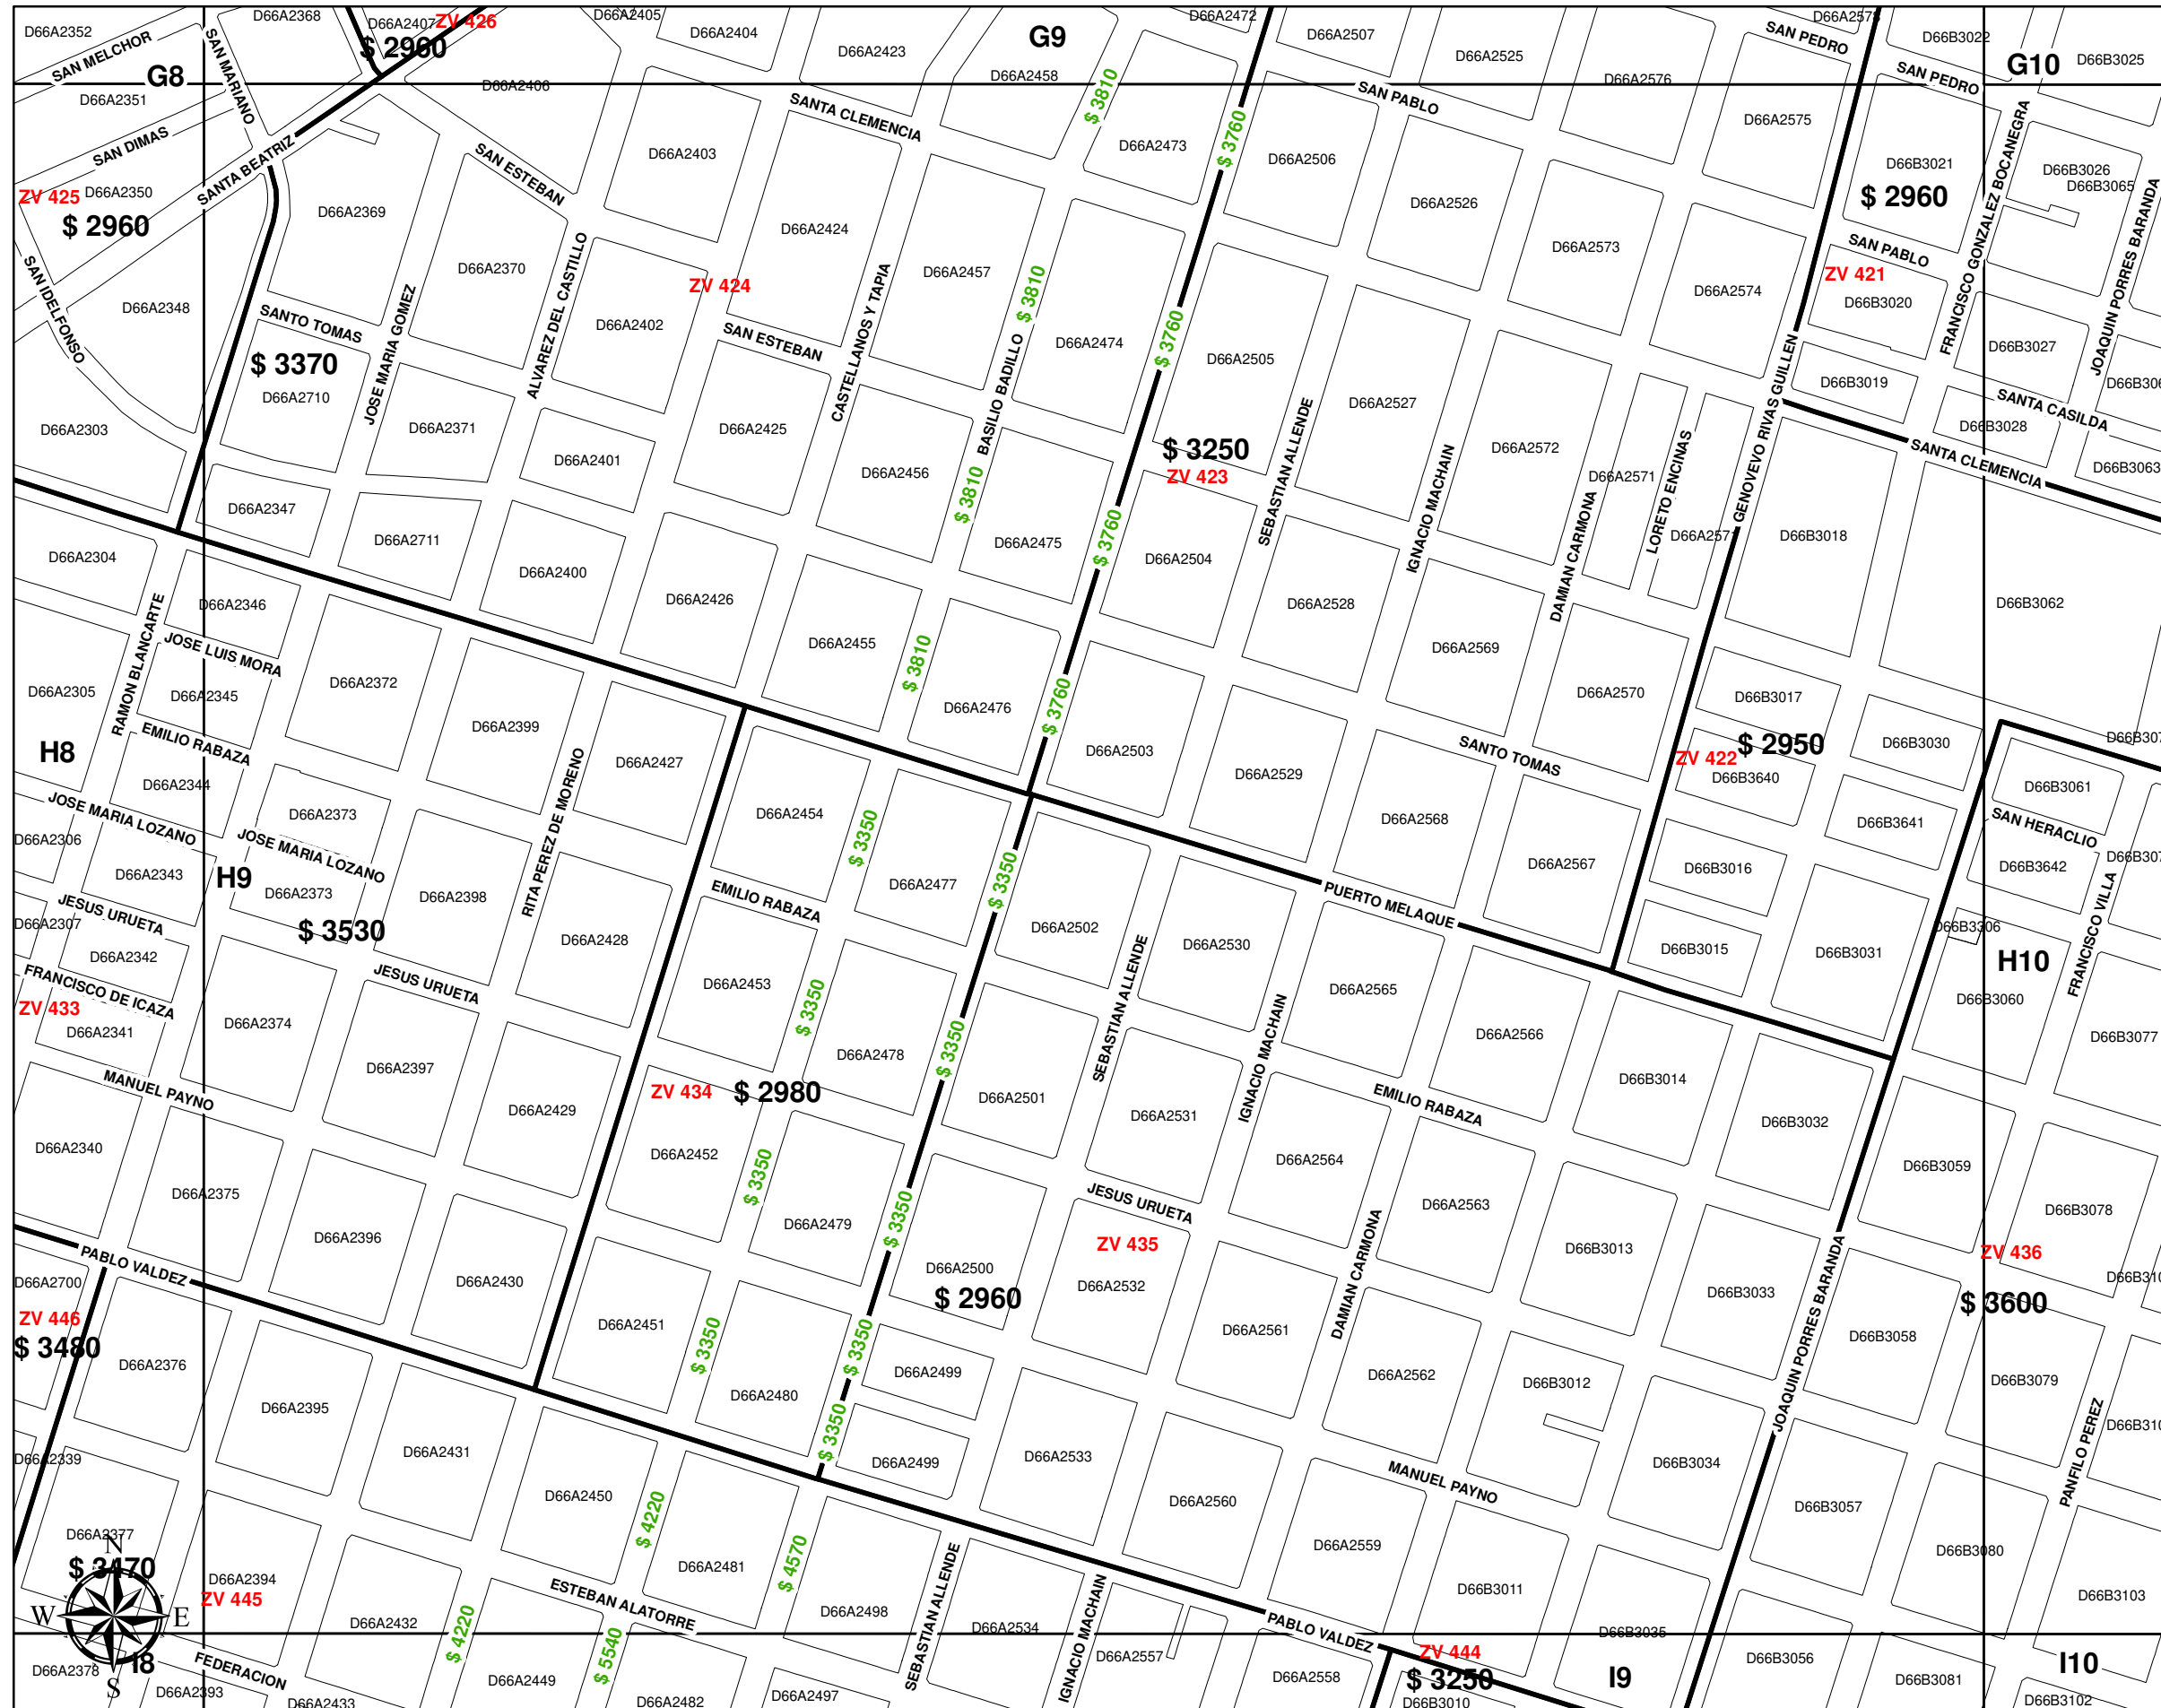 D66A2352
D66A2368
D66A2407
ZV 426
D66A2405
D66A2404
D66A2423
G9
D66A2472
D66A2507
D66A2525
SAN PEDRO
D66B3022
G10
D66B3025
SAN MELCHOR
SAN MARIANO
$ 2960
G8
D66A2351
D66A2458
$ 3810
SAN PABLO
D66A2576
SAN PEDRO
SANTA CLEMENCIA
D66A2473
$ 3760
D66A2575
FRANCISCO GONZALEZ BOCANEGRA
SAN DIMAS
SANTA BEATRIZ
SAN ESTEBAN
D66A2403
D66A2506
D66B3021
D66B3026
D66B3065
ZV 425
D66A2350
$ 2960
D66A2369
D66A2424
D66A2526
$ 2960
JOAQUIN PORES BARANDA
SAN IDELFONSO
D66A2370
ALVAREZ DEL CASTILLO
ZV 424
D66A2457
$ 3810
D66A2573
SAN PABLO
ZV 421
D66A2348
SANTO TOMAS
JOSE MARIA GOMEZ
D66A2402
SAN ESTEBAN
CASTELLANOS Y TAPIA
BASILIO BADILLO
D66A2474
$ 3760
D66A2505
D66A2574
D66B3020
D66B3027
$ 3370
D66A2710
D66A2527
GENOVEVO RIVAS GUILLEN
D66B3019
SANTA CASILDA
D66A2303
D66A2371
D66A2401
D66A2425
D66A2456
$ 3810
$ 3250
ZV 423
SEBASTIAN ALLENDE
IGNACIO MACHAIN
D66A2572
D66A2571
LORETO ENCINAS
D66B3028
SANTA CLEMENCIA
D66B3063
D66A2347
D66A2711
D66A2475
$ 3760
D66A2504
DAMIAN CARMONA
D66B3018
D66A2304
D66A2346
D66A2400
D66A2426
D66A2528
D66B3062
RAMON BLANCARTE
JOSE LUIS MORA
D66A2455
$ 3810
D66A2569
D66A2305
D66A2345
D66A2372
D66A2399
D66A2476
$ 3760
D66A2570
D66B3017
H8
EMILIO RABAZA
D66A2427
D66A2503
D66A2529
SANTO TOMAS
ZV 422
$ 2950
D66B3640
D66B3030
D66A2344
RITA PEREZ DE MORENO
D66B3061
JOSE MARIA LOZANO
D66A2373
D66A2454
$ 3350
D66A2568
D66B3641
SAN HERACLIO
D66A2306
JOSE MARIA LOZANO
D66A2343
H9
D66A2373
D66A2398
EMILIO RABAZA
D66A2477
$ 3350
PUERTO MELAQUE
D66A2567
D66B3016
D66B3642
FRANCISCO VILLA
D66A2307
JESUS URUETA
$ 3530
D66A2428
D66A2502
SEBASTIAN ALLENDE
D66A2530
D66B3015
D66B3031
D66B3306
H10
D66A2342
FRANCISCO DE ICAZA
ZV 433
JESUS URUETA
D66A2453
$ 3350
D66A2565
D66B3060
D66A2341
D66A2374
D66A2478
$ 3350
IGNACIO MACHAIN
D66A2566
D66B3077
MANUEL PAYNO
D66A2397
D66A2429
ZV 434
$ 2980
D66A2501
D66A2531
EMILIO RABAZA
D66B3014
D66B3032
D66A2340
D66A2452
$ 3350
D66A2564
D66B3059
D66A2375
D66A2479
$ 3350
JESUS URUETA
D66A2563
D66B3078
PABLO VALDEZ
D66A2396
D66A2430
D66A2500
ZV 435
DAMIAN CARMONA
D66B3013
JOAQUIN PORRES BARANDA
ZV 436
D66A2700
ZV 446
$ 2960
D66A2532
D66B3033
$ 3600
$ 3480
D66A2376
D66A2451
$ 3350
$ 3350
D66A2561
D66B3058
D66A2395
D66A2480
D66A2499
D66A2562
D66B3012
D66B3079
D66A2339
D66A2431
$ 3350
D66A2499
D66A2533
MANUEL PAYNO
D66B3034
PANFILO PEREZ
D66A2377
D66A2450
$ 4220
D66A2560
D66B3057
N
$ 3470
D66A2394
ZV 445
D66A2481
$ 4570
D66A2559
D66B3080
W
E
D66A2432
$ 4220
ESTEBAN ALATORRE
D66A2498
SEBASTIAN ALLENDE
D66A2534
IGNACIO MACHAIN
PABLO VALDEZ
D66B3011
D66B3035
D66B3103
D66A2378
I8
FEDERACION
D66A2449
$ 5540
D66A2557
D66A2558
ZV 444
$ 3250
I9
D66B3056
D66B3081
I10
S
D66A2393
D66A2433
D66A2482
D66A2497
D66B3010
D66B3102